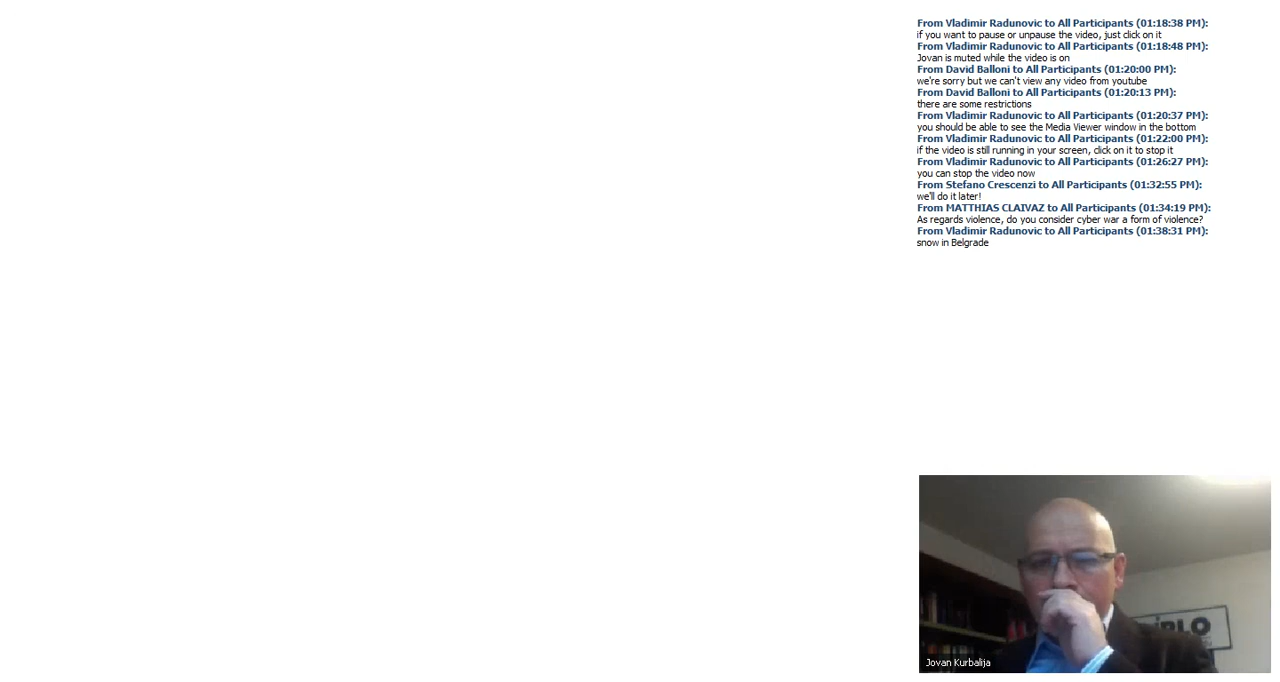 From Vladimir Radunovic to All Participants (01:18:38 PM):
if you want to pause or unpause the video, just click on it
From Vladimir Radunovic to All Participants (01:18:48 PM):
Jovan is muted while the video is on
From David Balloni to All Participants (01:20:00 PM):
we're sorry but we can't view any video from youtube
From David Balloni to All Participants (01:20:13 PM):
there are some restrictions
From Vladimir Radunovic to All Participants (01:20:37 PM):
you should be able to see the Media Viewer window in the bottom
From Vladimir Radunovic to All Participants (01:22:00 PM):
if the video is still running in your screen, click on it to stop it
From Vladimir Radunovic to All Participants (01:26:27 PM):
you can stop the video now
From Stefano Crescenzi to All Participants (01:32:55 PM):
we'll do it later!
From MATTHIAS CLAIVAZ to All Participants (01:34:19 PM):
As regards violence, do you consider cyber war a form of violence?
From Vladimir Radunovic to All Participants (01:38:31 PM):
snow in Belgrade
Jovan Kurbalija